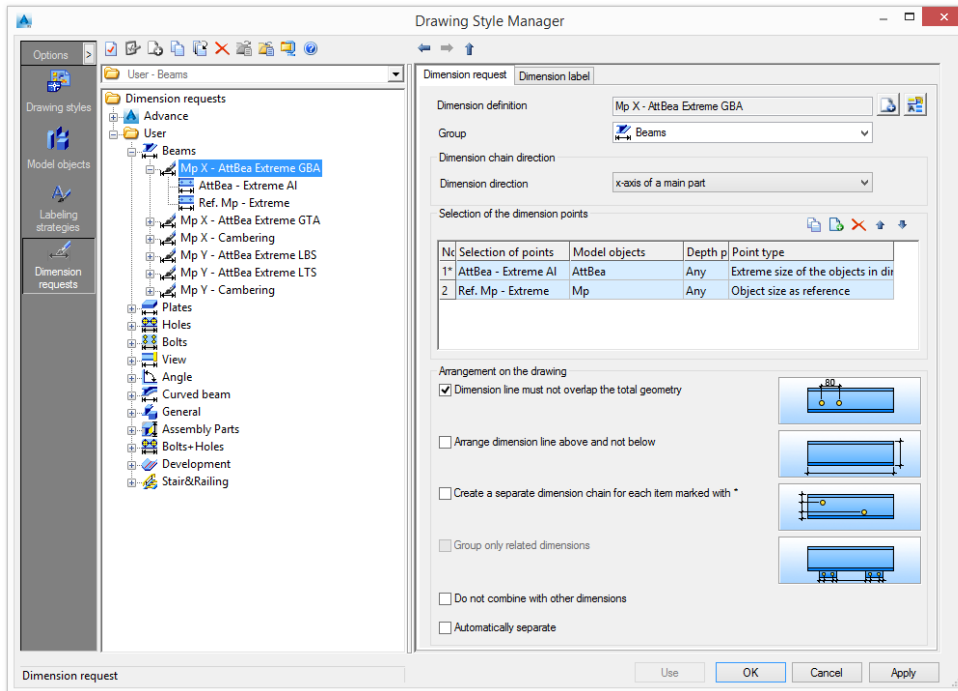 Drawing Style Manager
Options
>
Drawing styles
Model objects
Labeling
strategies
Dimension
requests
User - Beams
Dimension requests
Advance
User
Beams
Mp X - AttBea Extreme GBA
AttBea - Extreme Al
Ref. Mp - Extreme
Mp X - AttBea Extreme GTA
Mp X - Cambering
Mp Y - AttBea Extreme LBS
Mp Y - AttBea Extreme LTS
Mp Y - Cambering
Plates
Holes
Bolts
View
Angle
Curved beam
General
Assembly Parts
Bolts+Holes
Development
Stair&Railing
Dimension request
Dimension label
Dimension definition
Mp X - AttBea Extreme GBA
Group
Beams
Dimension chain direction
Dimension direction
x-axis of a main part
Selection of the dimension points
Nc Selection of points Model objects Depth p Point type
1* AttBea - Extreme Al AttBea Any Extreme size of the objects in dir
2 Ref. Mp - Extreme Mp Any Object size as reference
Arrangement on the drawing
Dimension line must not overlap the total geometry
80
Arrange dimension line above and not below
Create a separate dimension chain for each item marked with *
Group only related dimensions
Do not combine with other dimensions
Automatically separate
Dimension request
Use
OK
Cancel
Apply